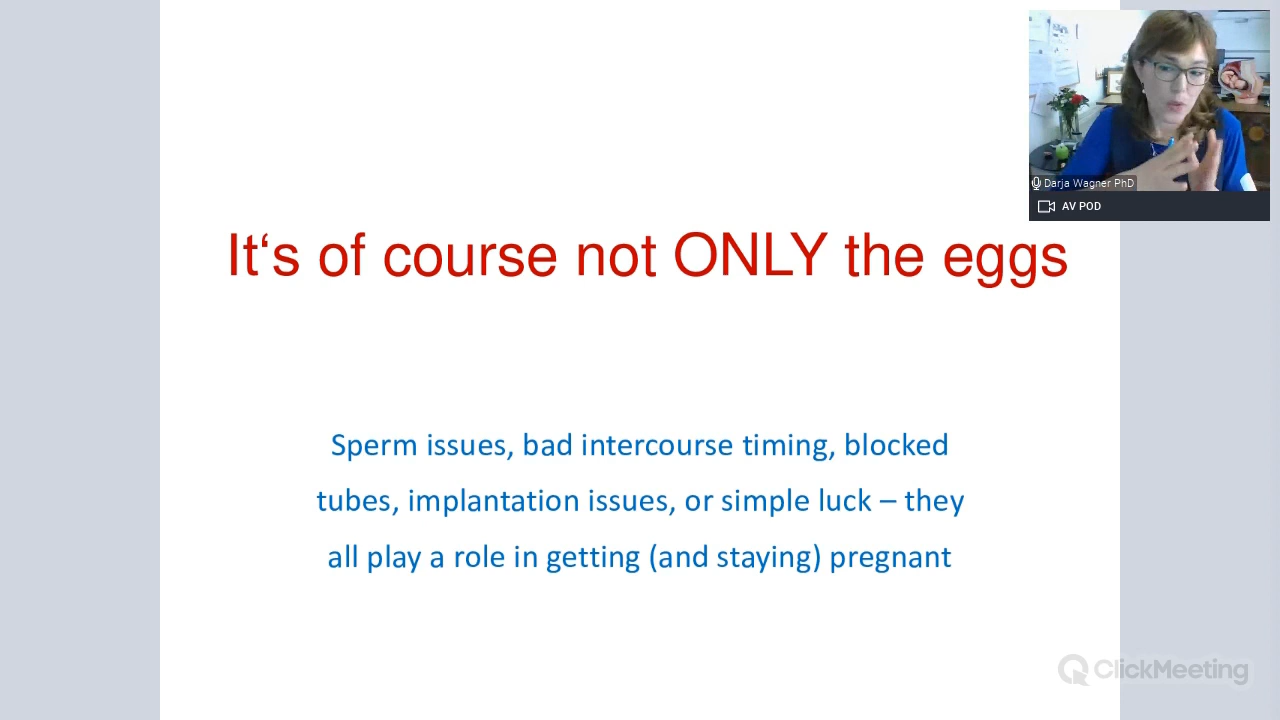 Darja Wagner PhD
AV POD
It‘s of course not ONLY the eggs
Sperm issues, bad intercourse timing, blocked
tubes, implantation issues, or simple luck – they
all play a role in getting (and staying) pregnant
ClickMeeting